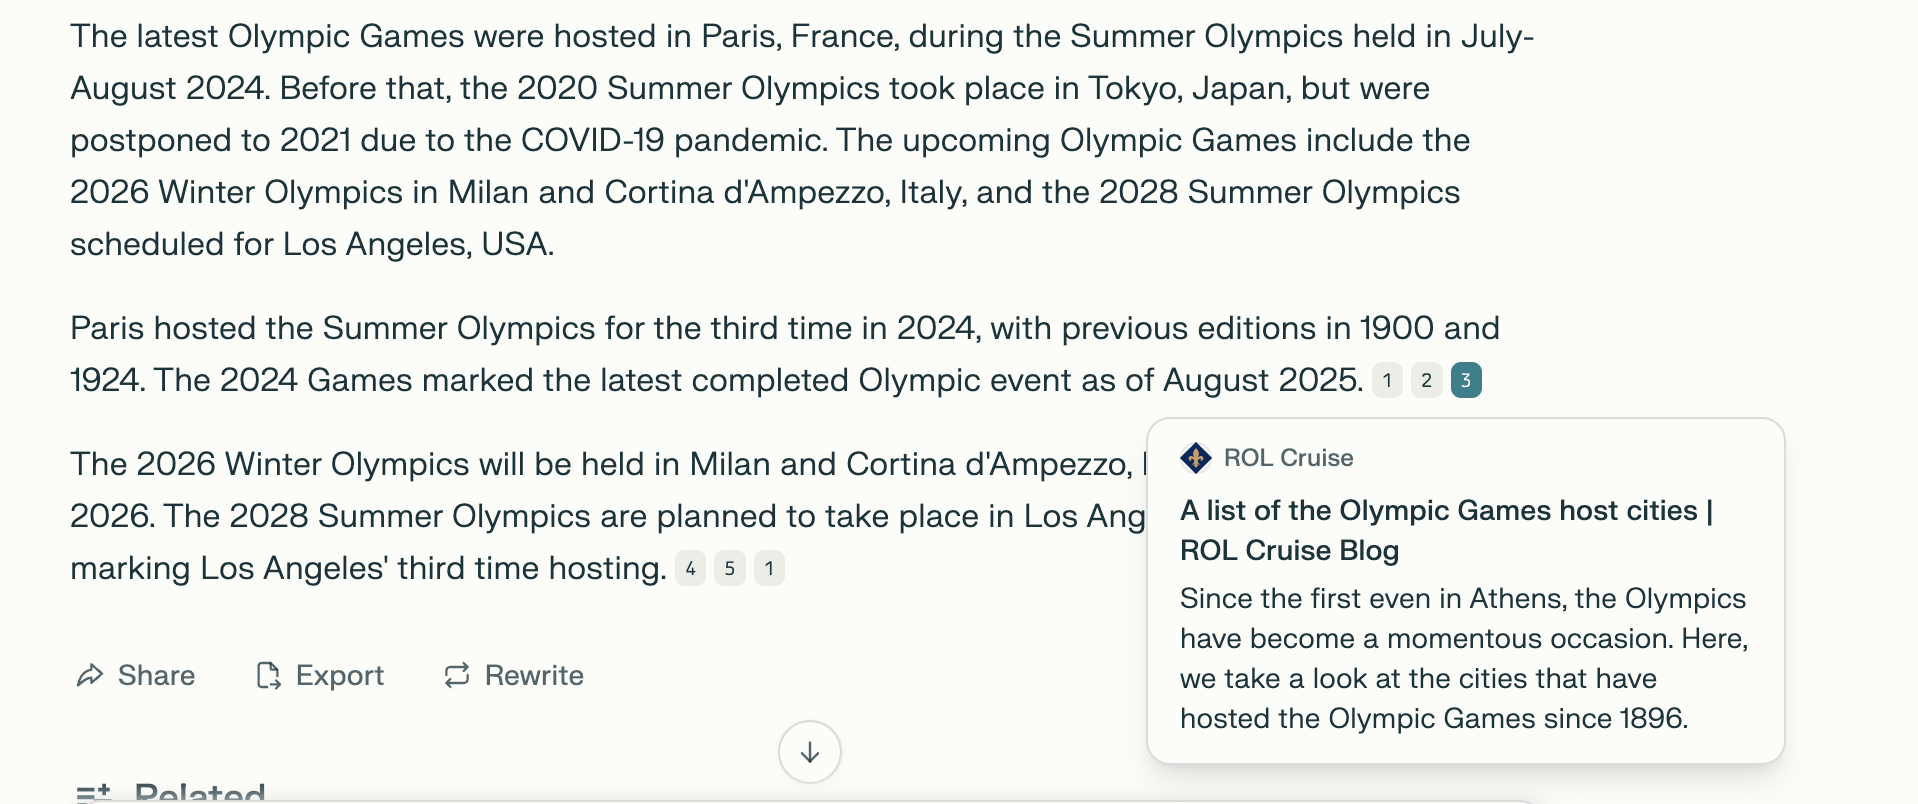 The latest Olympic Games were hosted in Paris, France, during the Summer Olympics held in July-
August 2024. Before that, the 2020 Summer Olympics took place in Tokyo, Japan, but were
postponed to 2021 due to the COVID-19 pandemic. The upcoming Olympic Games include the
2026 Winter Olympics in Milan and Cortina d'Ampezzo, Italy, and the 2028 Summer Olympics
scheduled for Los Angeles, USA.
Paris hosted the Summer Olympics for the third time in 2024, with previous editions in 1900 and
1924. The 2024 Games marked the latest completed Olympic event as of August 2025. 1 2 3
The 2026 Winter Olympics will be held in Milan and Cortina d'Ampezzo,
2026. The 2028 Summer Olympics are planned to take place in Los Ang
marking Los Angeles' third time hosting. 4 5 1
ROL Cruise
A list of the Olympic Games host cities |
ROL Cruise Blog
Since the first even in Athens, the Olympics
have become a momentous occasion. Here,
we take a look at the cities that have
hosted the Olympic Games since 1896.
Share Export Rewrite
Related